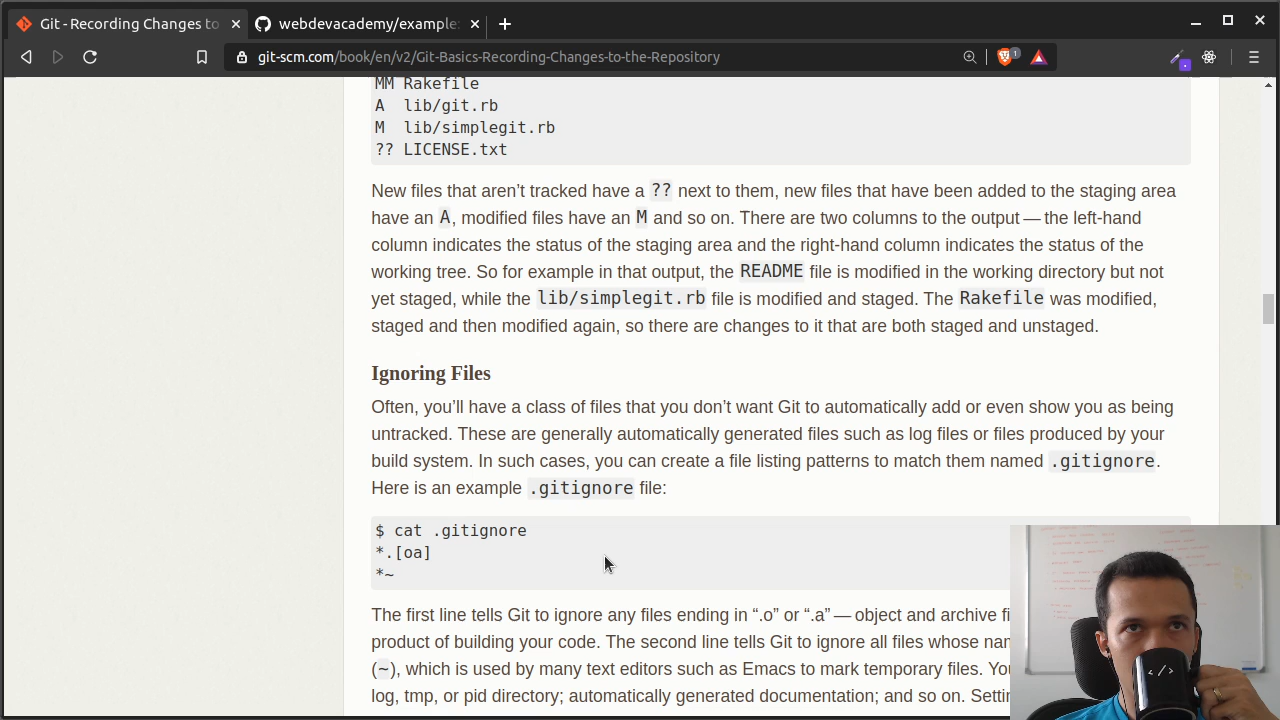 Git - Recording Changes to
webdevacademy/example
git-scm.com/book/en/v2/Git-Basics-Recording-Changes-to-the-Repository
1
MM Rakefile
A  lib/git.rb
M  lib/simplegit.rb
?? LICENSE.txt
New files that aren’t tracked have a ?? next to them, new files that have been added to the staging area
have an A, modified files have an M and so on. There are two columns to the output — the left-hand
column indicates the status of the staging area and the right-hand column indicates the status of the
working tree. So for example in that output, the README file is modified in the working directory but not
yet staged, while the lib/simplegit.rb file is modified and staged. The Rakefile was modified,
staged and then modified again, so there are changes to it that are both staged and unstaged.
Ignoring Files
Often, you’ll have a class of files that you don’t want Git to automatically add or even show you as being
untracked. These are generally automatically generated files such as log files or files produced by your
build system. In such cases, you can create a file listing patterns to match them named .gitignore.
Here is an example .gitignore file:
$ cat .gitignore
*.[oa]
*~
The first line tells Git to ignore any files ending in “.o” or “.a” — object and archive
product of building your code. The second line tells Git to ignore all files whose
(~), which is used by many text editors such as Emacs to mark temporary files.
log, tmp, or pid directory; automatically generated documentation; and so on.
<//>